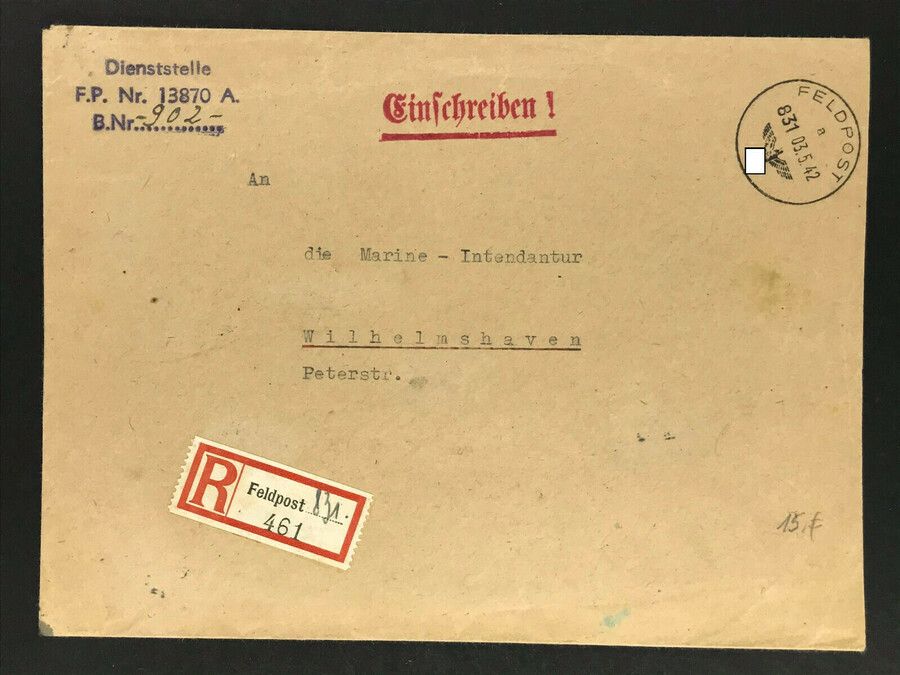 Dienststelle
F.P. Nr. 13870 A.
B.Nr. -902-
Einschreiben!
FELDPOST
a
831 03.5.42
An
die Marine - Intendantur
Wilhelmshaven
Peterstr.
R Feldpost 831.
461
15,€